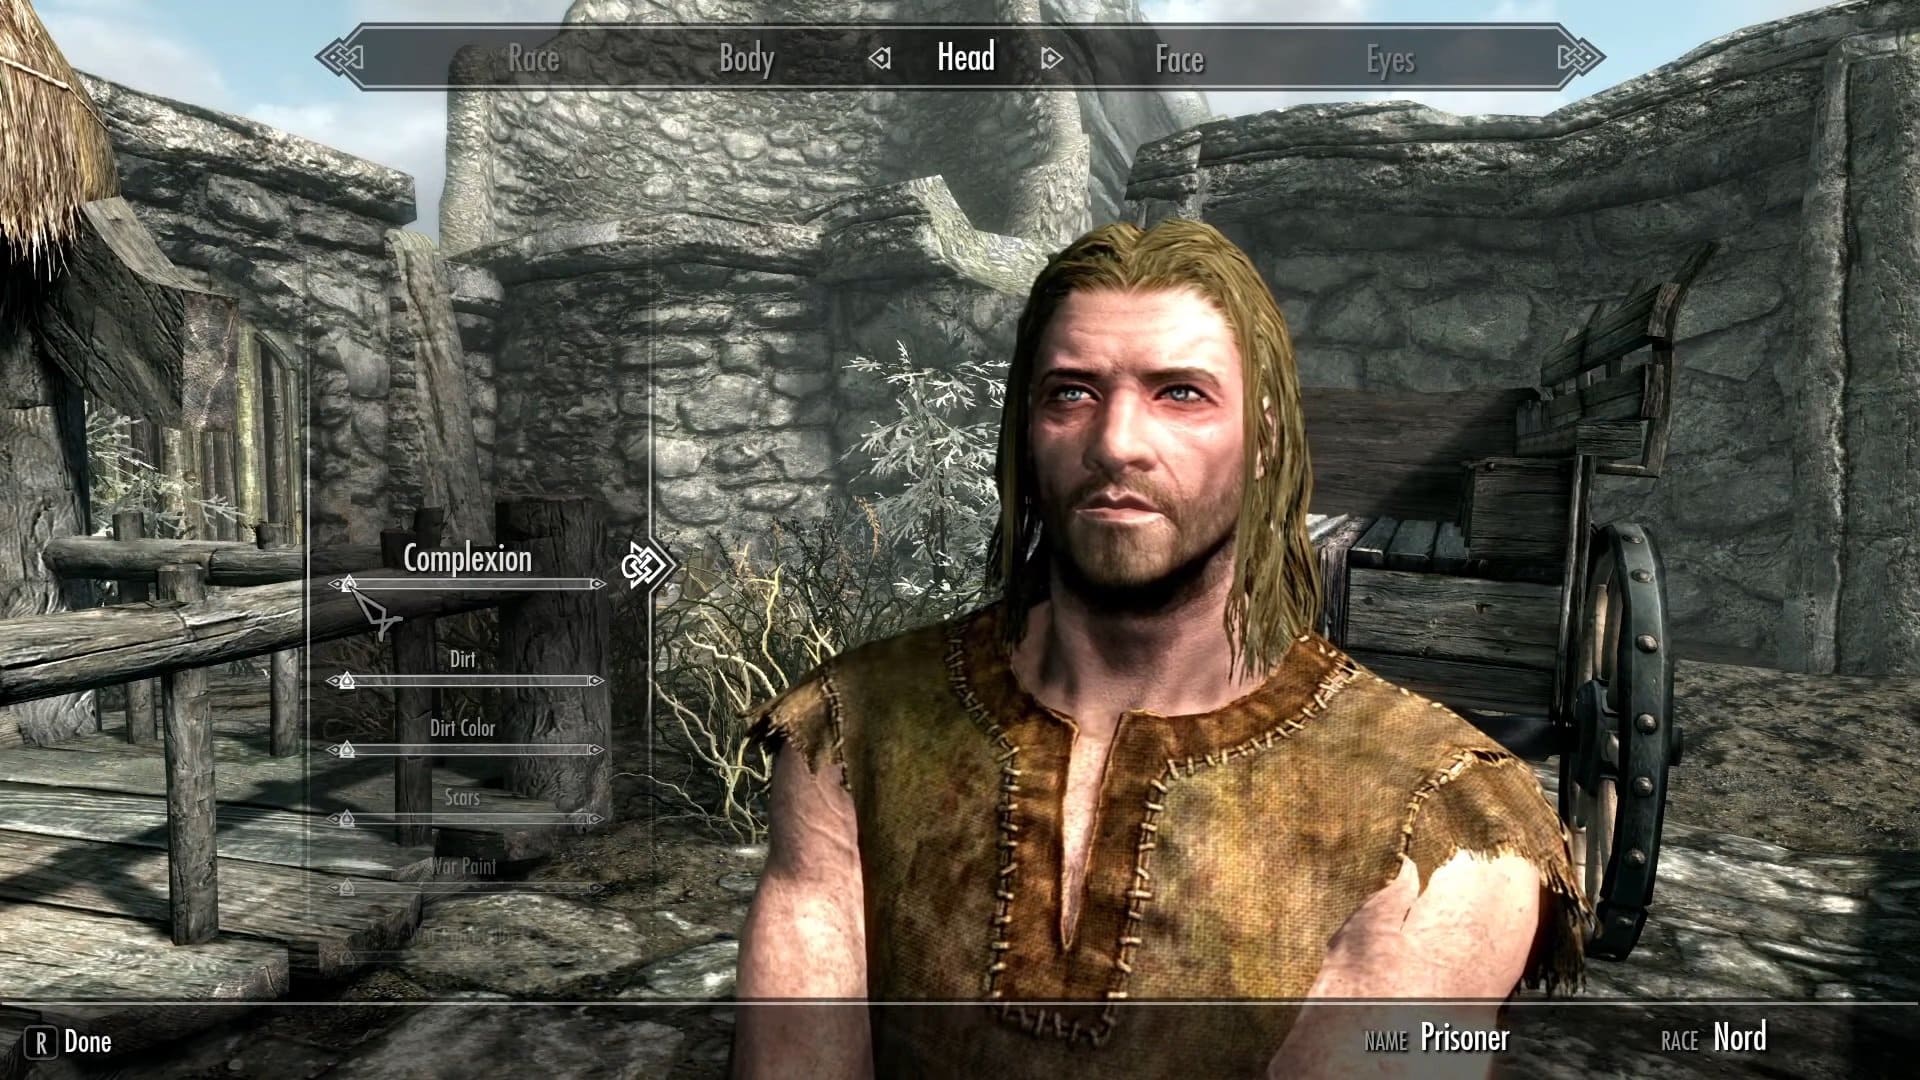 Race Body Head Face Eyes
Complexion
Dirt
Dirt Color
Scars
War Paint
R Done
NAME Prisoner RACE Nord